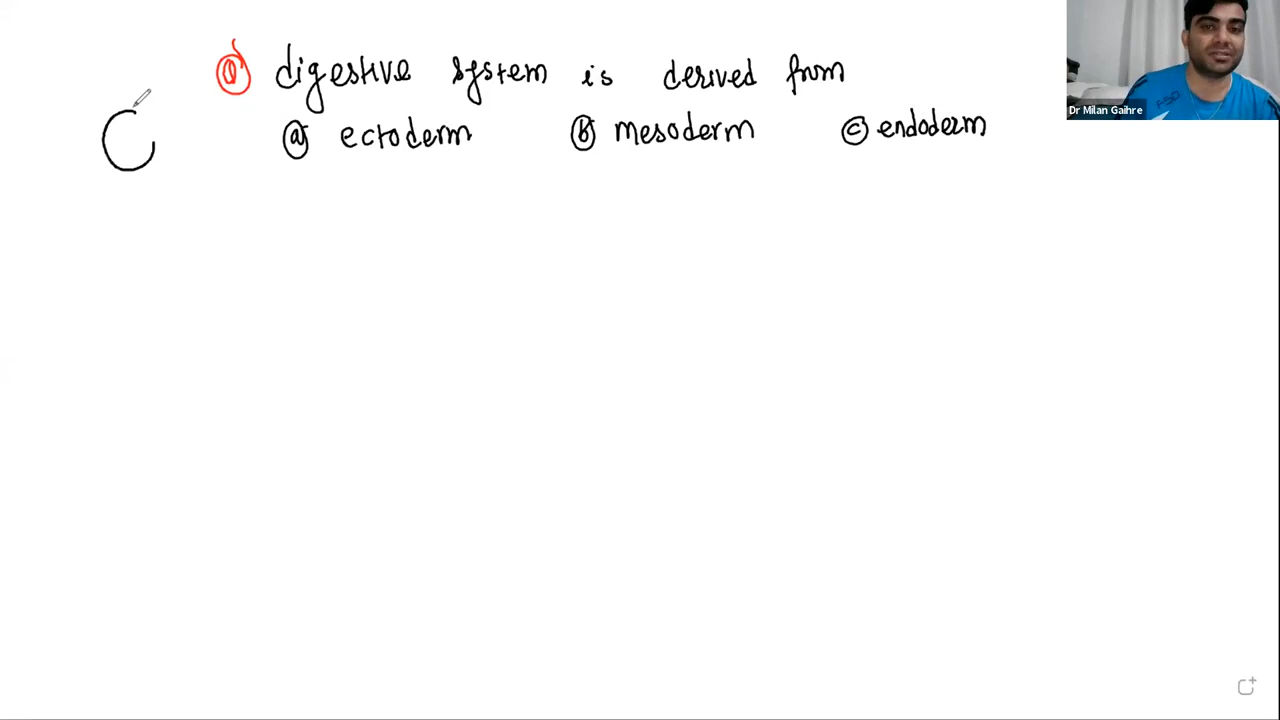 Q digestive system is derived from
a ectoderm b mesoderm c endoderm
Dr Milan Gaihre